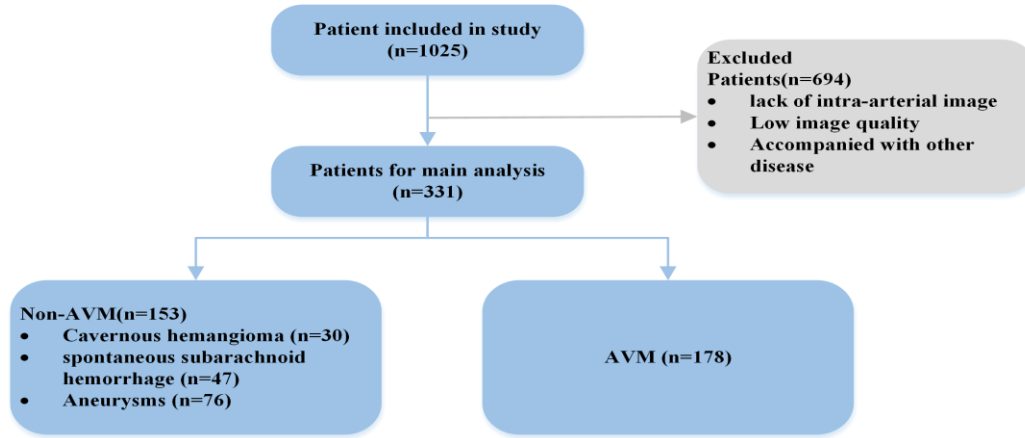 Patient included in study
(n=1025)
Excluded
Patients(n=694)
• lack of intra-arterial image
• Low image quality
• Accompanied with other
disease
Patients for main analysis
(n=331)
Non-AVM(n=153)
• Cavernous hemangioma (n=30)
• spontaneous subarachnoid
hemorrhage (n=47)
• Aneurysms (n=76)
AVM (n=178)